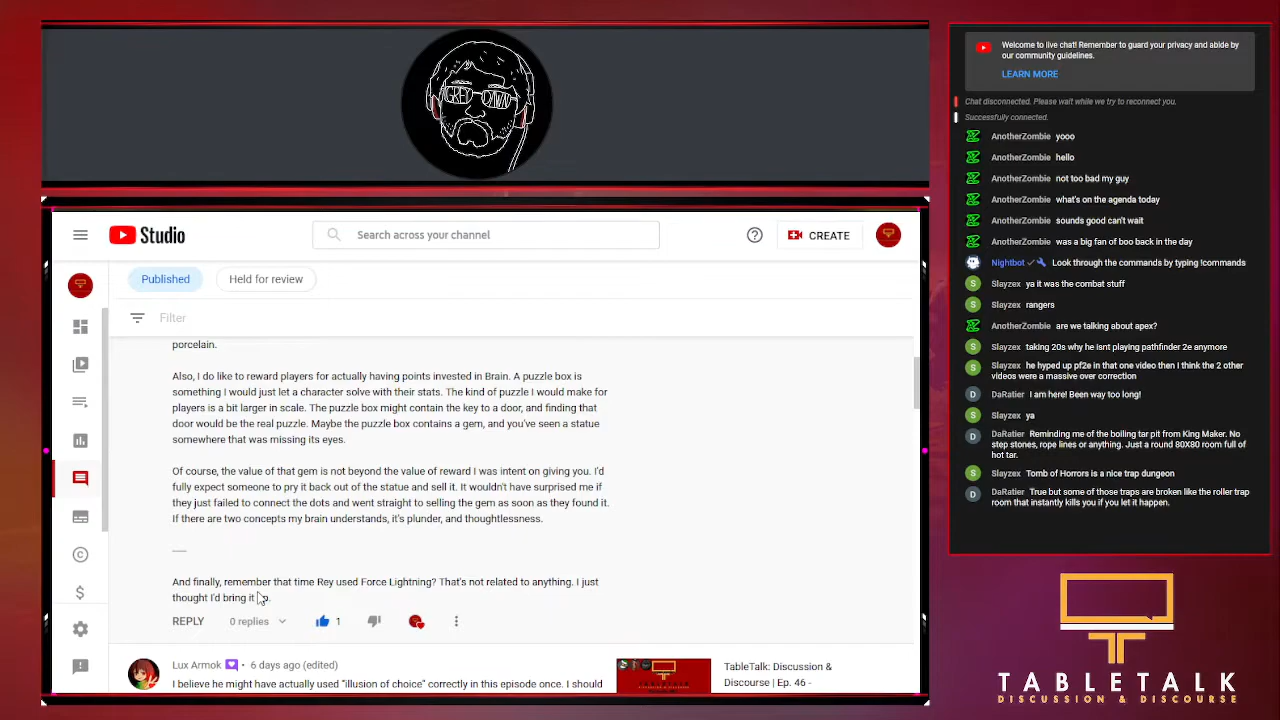 Studio
Search across your channel
CREATE
Published
Held for review
Filter
porcelain.
Also, I do like to reward players for actually having points invested in Brain. A puzzle box is
something I would just let a character solve with their stats. The kind of puzzle I would make for
players is a bit larger in scale. The puzzle box might contain the key to a door, and finding that
door would be the real puzzle. Maybe the puzzle box contains a gem, and you've seen a statue
somewhere that was missing its eyes.
Of course, the value of that gem is not beyond the value of reward I was intent on giving you. I'd
fully expect someone to pry it back out of the statue and sell it. It wouldn't have surprised me if
they just failed to connect the dots and went straight to selling the gem as soon as they found it.
If there are two concepts my brain understands, it's plunder, and thoughtlessness.
___
And finally, remember that time Rey used Force Lightning? That's not related to anything. I just
thought I'd bring it up.
REPLY
0 replies
1
Lux Armok • 6 days ago (edited)
I believe he might have actually used "illusion of choice" correctly in this episode once. I should
TableTalk: Discussion &
Discourse | Ep. 46 -
Welcome to live chat! Remember to guard your privacy and abide by
our community guidelines.
LEARN MORE
Chat disconnected. Please wait while we try to reconnect you.
Successfully connected.
AnotherZombie yooo
AnotherZombie hello
AnotherZombie not too bad my guy
AnotherZombie what's on the agenda today
AnotherZombie sounds good can't wait
AnotherZombie was a big fan of boo back in the day
Nightbot Look through the commands by typing !commands
S Slayzex ya it was the combat stuff
S Slayzex rangers
AnotherZombie are we talking about apex?
S Slayzex taking 20s why he isnt playing pathfinder 2e anymore
S Slayzex he hyped up pf2e in that one video then I think the 2 other
videos were a massive over correction
D DaRatier I am here! Been way too long!
S Slayzex ya
D DaRatier Reminding me of the boiling tar pit from King Maker. No
step stones, rope lines or anything. Just a round 80X80 room full of
hot tar.
S Slayzex Tomb of Horrors is a nice trap dungeon
D DaRatier True but some of those traps are broken like the roller trap
room that instantly kills you if you let it happen.
TABLETALK
DISCUSSION & DISCOURSE